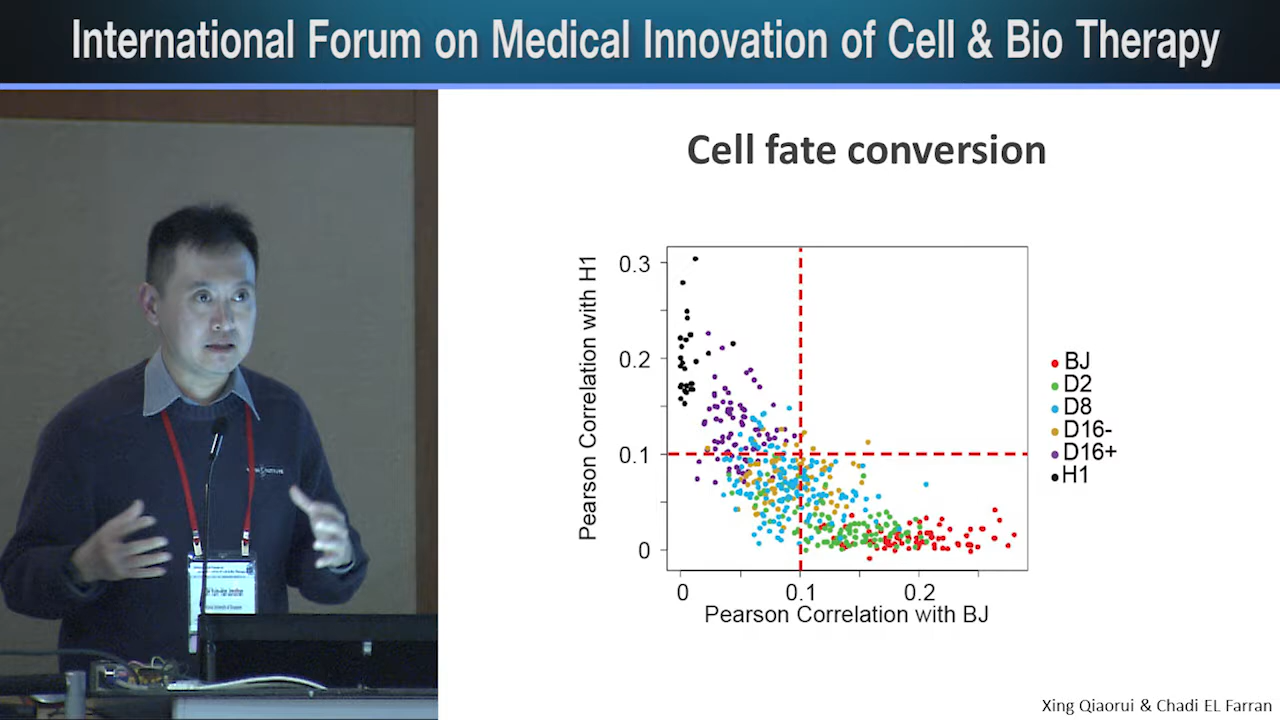 International Forum on Medical Innovation of Cell & Bio Therapy
Cell fate conversion
Pearson Correlation with H1
0.3
0.2
0.1
0
0
0.1
0.2
Pearson Correlation with BJ
BJ
D2
D8
D16-
D16+
H1
Xing Qiaorui & Chadi EL Farran